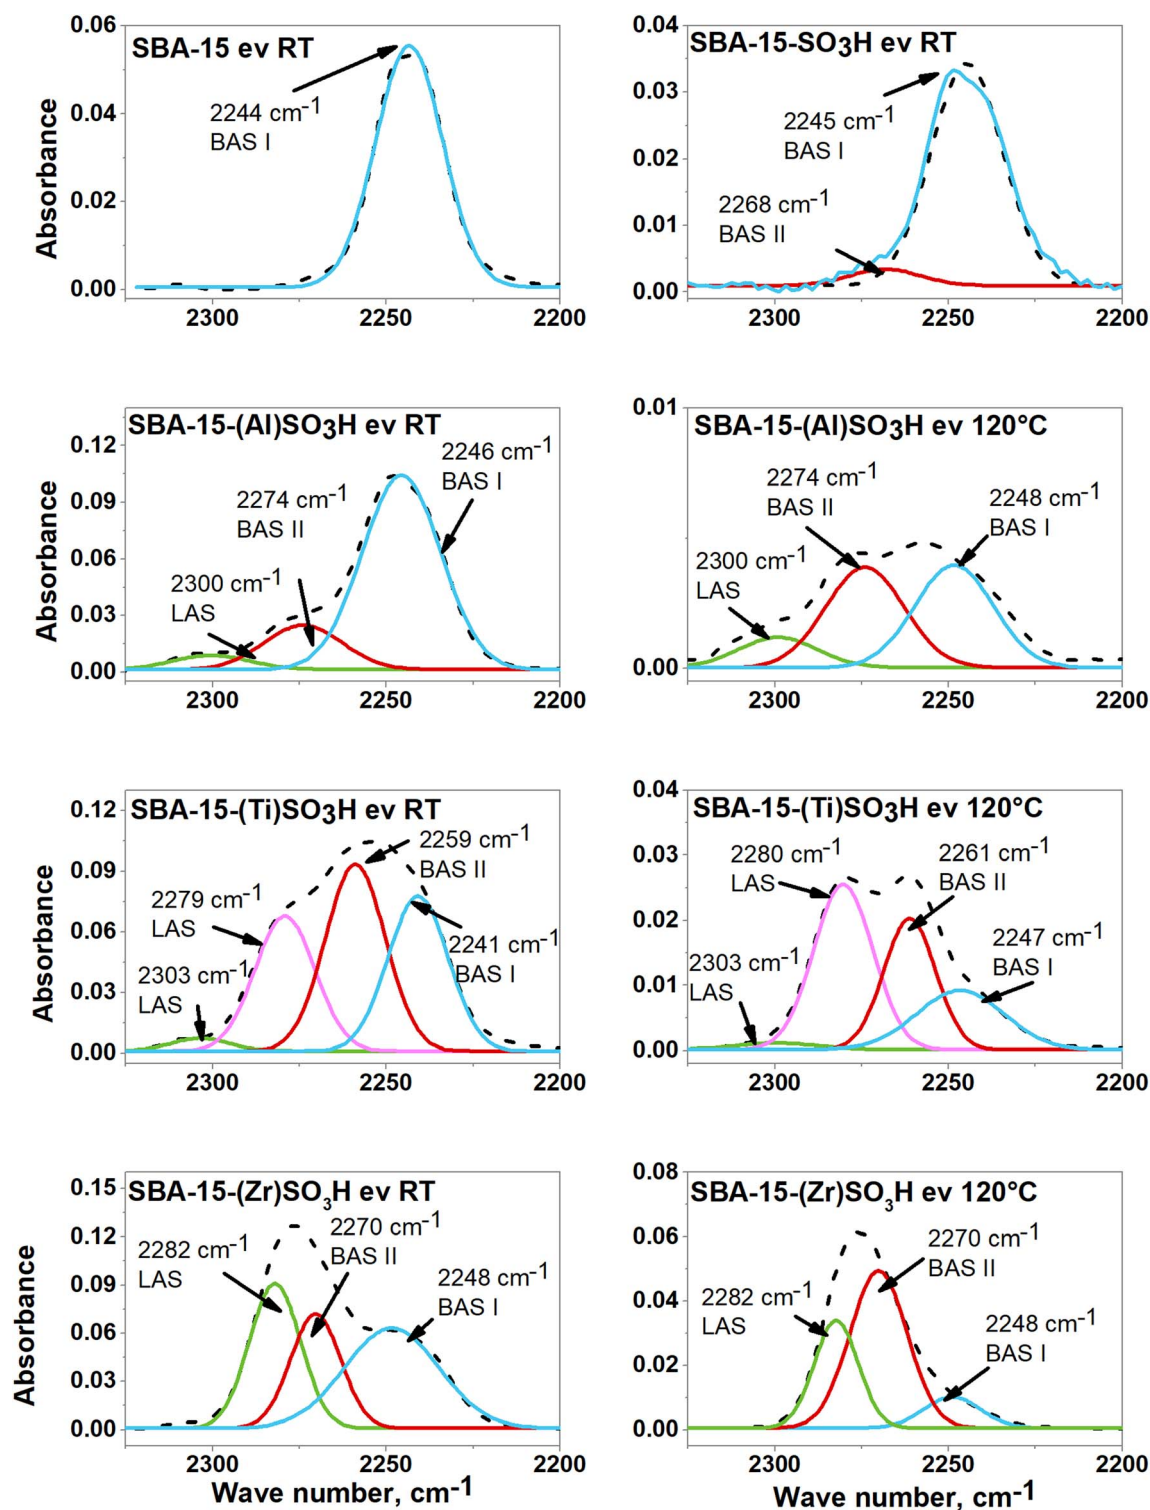 SBA-15 ev RT
0.06
0.04
0.02
0.00
Absorbance
2244 cm-1
BAS I
2300 2250 2200
SBA-15-SO3H ev RT
0.04
0.03
0.02
0.01
0.00
2245 cm-1
BAS I
2268 cm-1
BAS II
2300 2250 2200
SBA-15-(Al)SO3H ev RT
0.12
0.09
0.06
0.03
0.00
Absorbance
2246 cm-1
BAS I
2274 cm-1
BAS II
2300 cm-1
LAS
2300 2250 2200
SBA-15-(Al)SO3H ev 120°C
0.01
0.00
2274 cm-1
BAS II
2248 cm-1
BAS I
2300 cm-1
LAS
2300 2250 2200
SBA-15-(Ti)SO3H ev RT
0.12
0.09
0.06
0.03
0.00
Absorbance
2259 cm-1
BAS II
2279 cm-1
LAS
2241 cm-1
BAS I
2303 cm-1
LAS
2300 2250 2200
SBA-15-(Ti)SO3H ev 120°C
0.04
0.03
0.02
0.01
0.00
2280 cm-1
LAS
2261 cm-1
BAS II
2247 cm-1
BAS I
2303 cm-1
LAS
2300 2250 2200
SBA-15-(Zr)SO3H ev RT
0.15
0.12
0.09
0.06
0.03
0.00
Absorbance
2270 cm-1
BAS II
2282 cm-1
LAS
2248 cm-1
BAS I
2300 2250 2200
Wave number, cm-1
SBA-15-(Zr)SO3H ev 120°C
0.08
0.06
0.04
0.02
0.00
2270 cm-1
BAS II
2282 cm-1
LAS
2248 cm-1
BAS I
2300 2250 2200
Wave number, cm-1